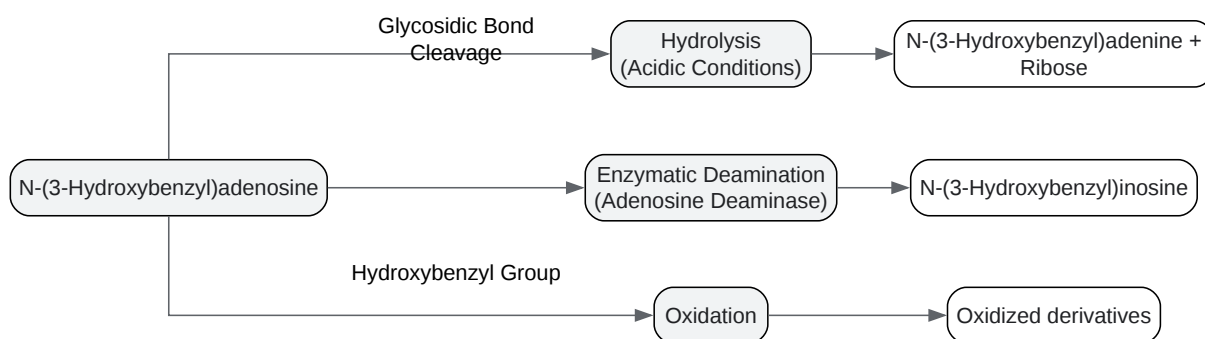 Glycosidic Bond
Cleavage
Hydrolysis
(Acidic Conditions)
N-(3-Hydroxybenzyl)adenine +
Ribose
N-(3-Hydroxybenzyl)adenosine
Enzymatic Deamination
(Adenosine Deaminase)
N-(3-Hydroxybenzyl)inosine
Hydroxybenzyl Group
Oxidation
Oxidized derivatives